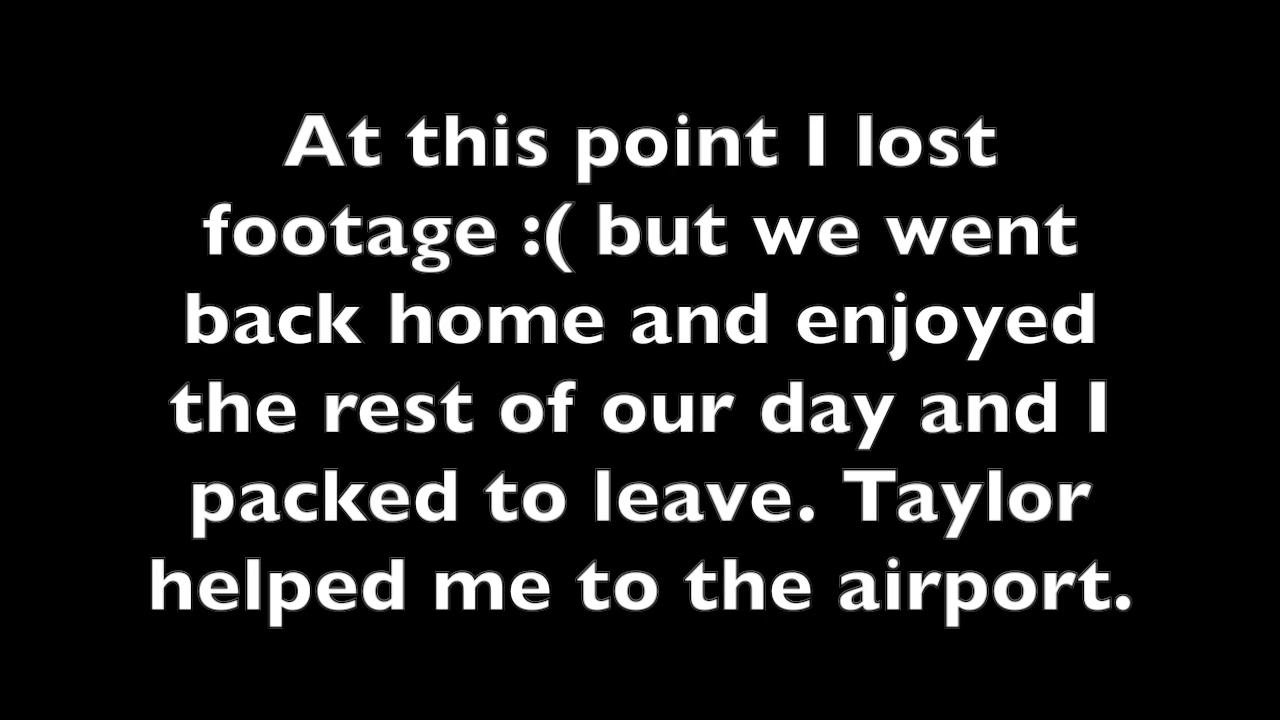 At this point I lost
footage :( but we went
back home and enjoyed
the rest of our day and I
packed to leave. Taylor
helped me to the airport.